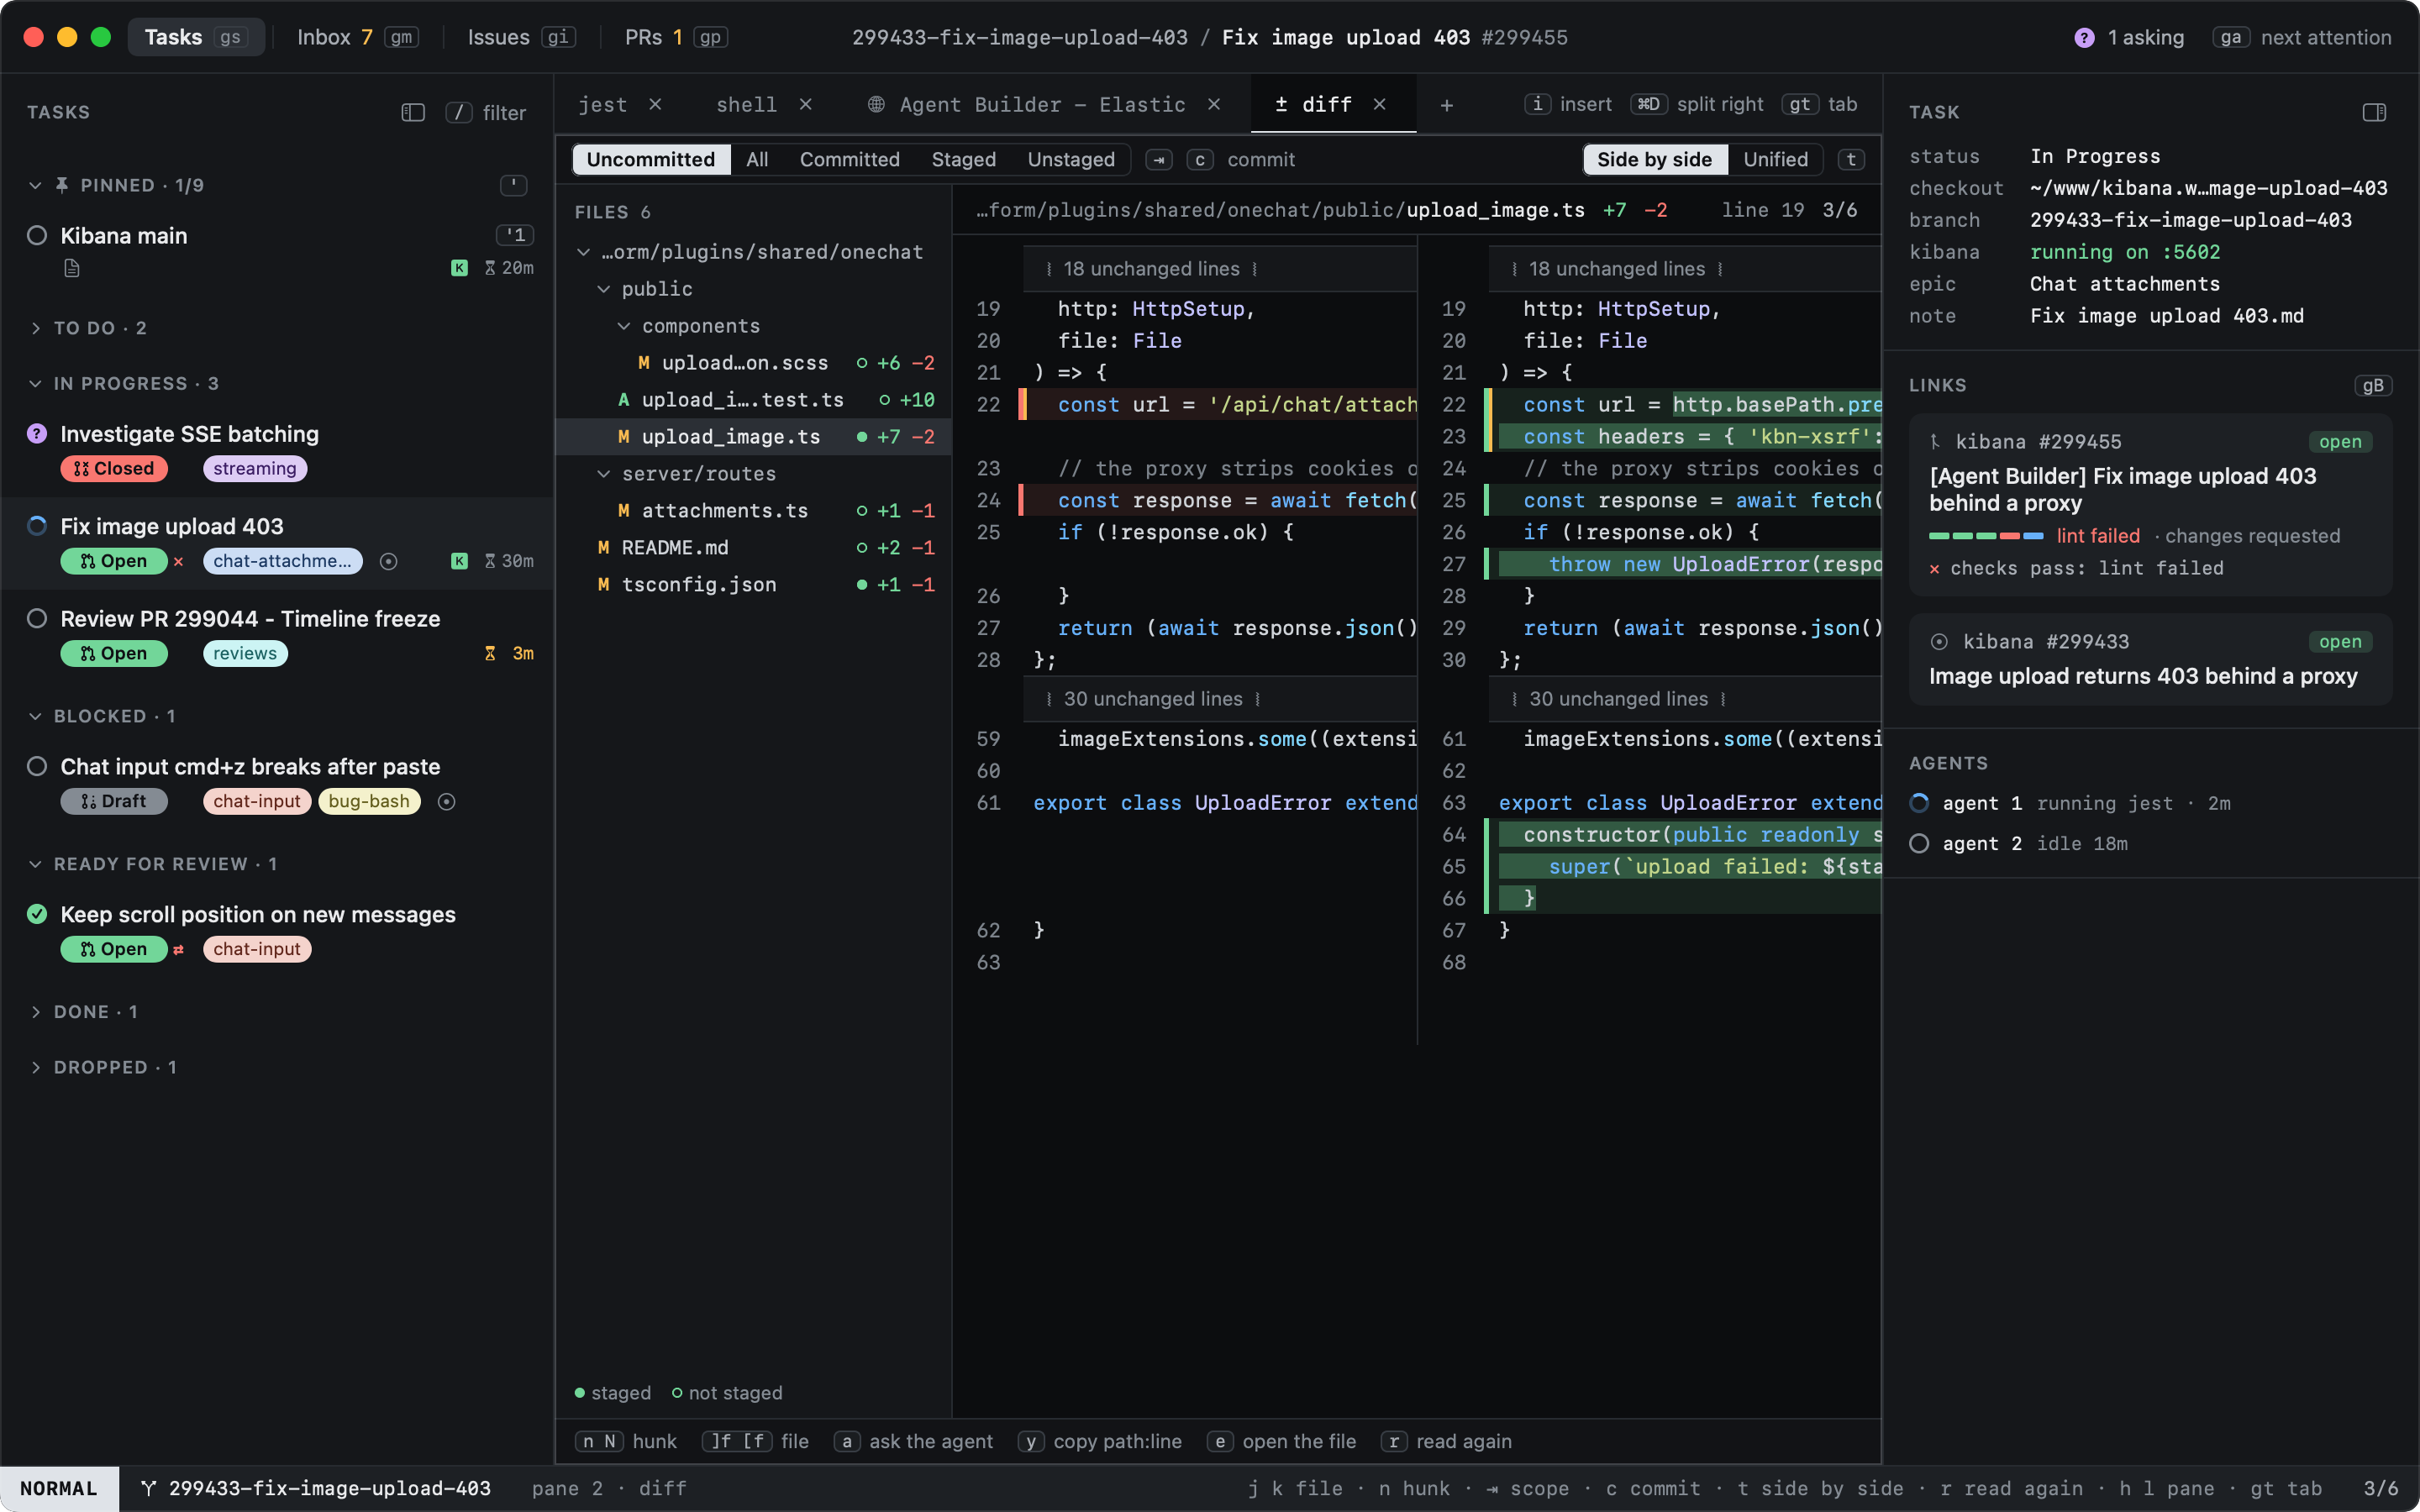 Tasks gs Inbox 7 gm Issues gi PRs 1 gp 299433-fix-image-upload-403 / Fix image upload 403 #299455 ? 1 asking ga next attention
TASKS / filter
PINNED · 1/9 '
Kibana main '1
K 20m
TO DO · 2
IN PROGRESS · 3
? Investigate SSE batching
Closed streaming
Fix image upload 403
Open × chat-attachme... K 30m
Review PR 299044 - Timeline freeze
Open reviews 3m
BLOCKED · 1
Chat input cmd+z breaks after paste
Draft chat-input bug-bash
READY FOR REVIEW · 1
Keep scroll position on new messages
Open ⇄ chat-input
DONE · 1
DROPPED · 1
jest × shell × Agent Builder – Elastic × ± diff × + i insert ⌘D split right gt tab
Uncommitted All Committed Staged Unstaged ⇥ c commit Side by side Unified t
FILES 6
…orm/plugins/shared/onechat
public
components
M upload…on.scss +6 −2
A upload_i….test.ts +10
M upload_image.ts +7 −2
server/routes
M attachments.ts +1 −1
M README.md +2 −1
M tsconfig.json +1 −1
staged not staged
…form/plugins/shared/onechat/public/upload_image.ts +7 −2 line 19 3/6
18 unchanged lines
19 http: HttpSetup,
20 file: File
21 ) => {
22 const url = '/api/chat/attach
23 // the proxy strips cookies o
24 const response = await fetch(
25 if (!response.ok) {
26 }
27 return (await response.json()
28 };
30 unchanged lines
59 imageExtensions.some((extensi
60
61 export class UploadError extend
62 }
63
18 unchanged lines
19 http: HttpSetup,
20 file: File
21 ) => {
22 const url = http.basePath.pre
23 const headers = { 'kbn-xsrf':
24 // the proxy strips cookies o
25 const response = await fetch(
26 if (!response.ok) {
27 throw new UploadError(respo
28 }
29 return (await response.json()
30 };
30 unchanged lines
61 imageExtensions.some((extensi
62
63 export class UploadError extend
64 constructor(public readonly s
65 super(`upload failed: ${sta
66 }
67 }
68
n N hunk ]f [f file a ask the agent y copy path:line e open the file r read again
TASK
status In Progress
checkout ~/www/kibana.w…mage-upload-403
branch 299433-fix-image-upload-403
kibana running on :5602
epic Chat attachments
note Fix image upload 403.md
LINKS gB
kibana #299455 open
[Agent Builder] Fix image upload 403
behind a proxy
lint failed · changes requested
× checks pass: lint failed
kibana #299433 open
Image upload returns 403 behind a proxy
AGENTS
agent 1 running jest · 2m
agent 2 idle 18m
NORMAL 299433-fix-image-upload-403 pane 2 · diff j k file · n hunk · ⇥ scope · c commit · t side by side · r read again · h l pane · gt tab 3/6